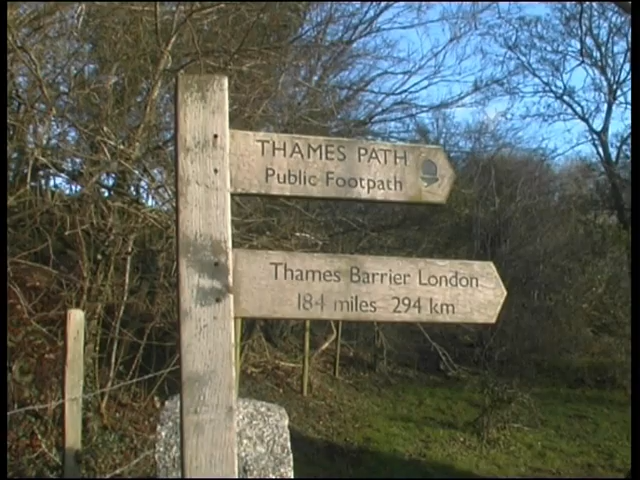 THAMES PATH
Public Footpath
Thames Barrier London
184 miles 294 km